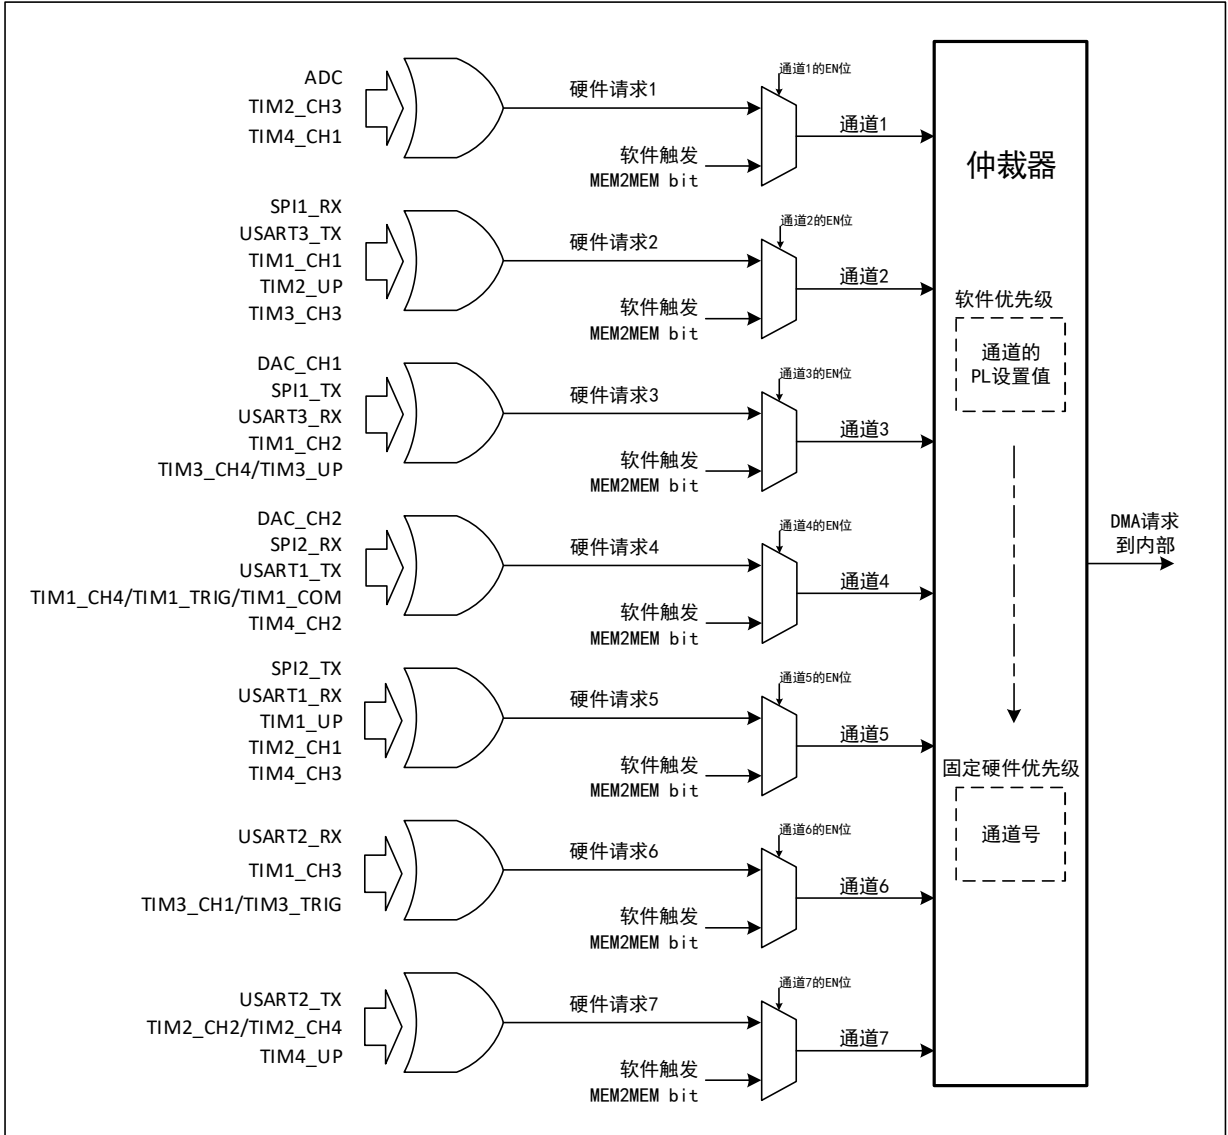 ADC
TIM2_CH3
TIM4_CH1
硬件请求1
通道1的EN位
软件触发
MEM2MEM bit
通道1
SPI1_RX
USART3_TX
TIM1_CH1
TIM2_UP
TIM3_CH3
硬件请求2
通道2的EN位
软件触发
MEM2MEM bit
通道2
DAC_CH1
SPI1_TX
USART3_RX
TIM1_CH2
TIM3_CH4/TIM3_UP
硬件请求3
通道3的EN位
软件触发
MEM2MEM bit
通道3
DAC_CH2
SPI2_RX
USART1_TX
TIM1_CH4/TIM1_TRIG/TIM1_COM
TIM4_CH2
硬件请求4
通道4的EN位
软件触发
MEM2MEM bit
通道4
SPI2_TX
USART1_RX
TIM1_UP
TIM2_CH1
TIM4_CH3
硬件请求5
通道5的EN位
软件触发
MEM2MEM bit
通道5
USART2_RX
TIM1_CH3
TIM3_CH1/TIM3_TRIG
硬件请求6
通道6的EN位
软件触发
MEM2MEM bit
通道6
USART2_TX
TIM2_CH2/TIM2_CH4
TIM4_UP
硬件请求7
通道7的EN位
软件触发
MEM2MEM bit
通道7
仲裁器
软件优先级
通道的
PL设置值
固定硬件优先级
通道号
DMA请求
到内部